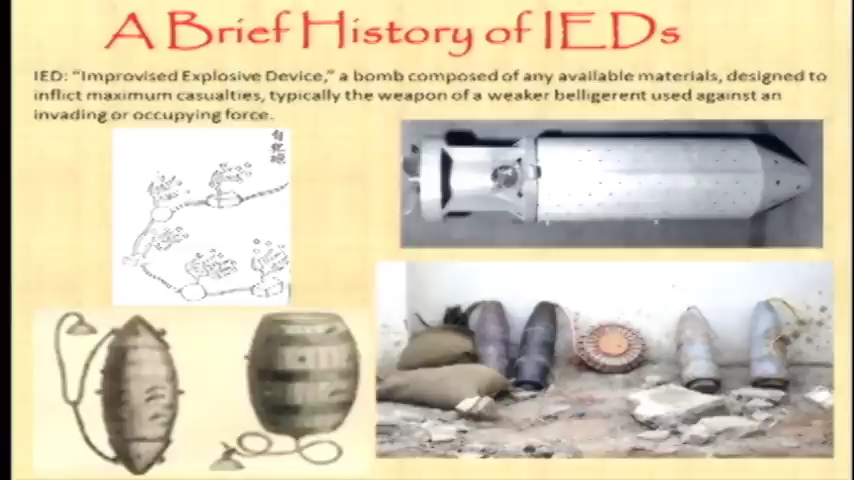 A Brief History of IEDs
IED: “Improvised Explosive Device,” a bomb composed of any available materials, designed to
inflict maximum casualties, typically the weapon of a weaker belligerent used against an
invading or occupying force.